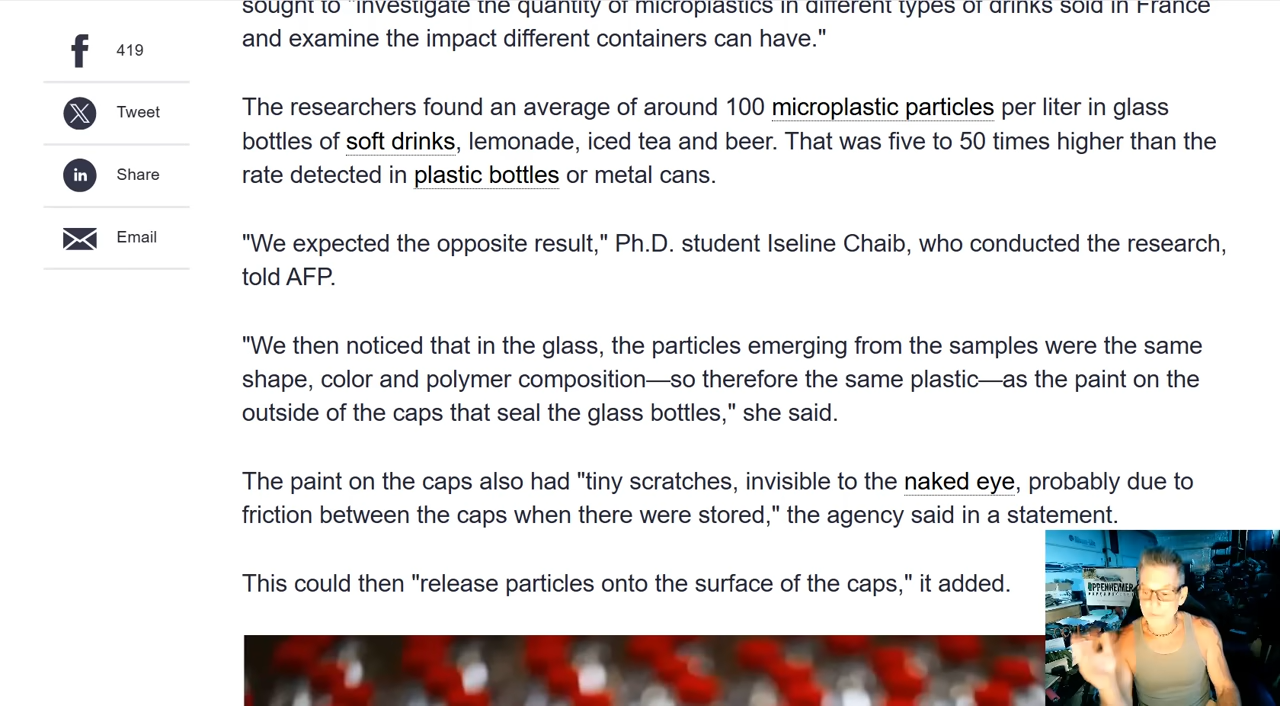 sought to "investigate the quantity of microplastics in different types of drinks sold in France
and examine the impact different containers can have."
419
Tweet
Share
Email
The researchers found an average of around 100 microplastic particles per liter in glass
bottles of soft drinks, lemonade, iced tea and beer. That was five to 50 times higher than the
rate detected in plastic bottles or metal cans.
"We expected the opposite result," Ph.D. student Iseline Chaib, who conducted the research,
told AFP.
"We then noticed that in the glass, the particles emerging from the samples were the same
shape, color and polymer composition—so therefore the same plastic—as the paint on the
outside of the caps that seal the glass bottles," she said.
The paint on the caps also had "tiny scratches, invisible to the naked eye, probably due to
friction between the caps when there were stored," the agency said in a statement.
This could then "release particles onto the surface of the caps," it added.
OPPENHEIMER